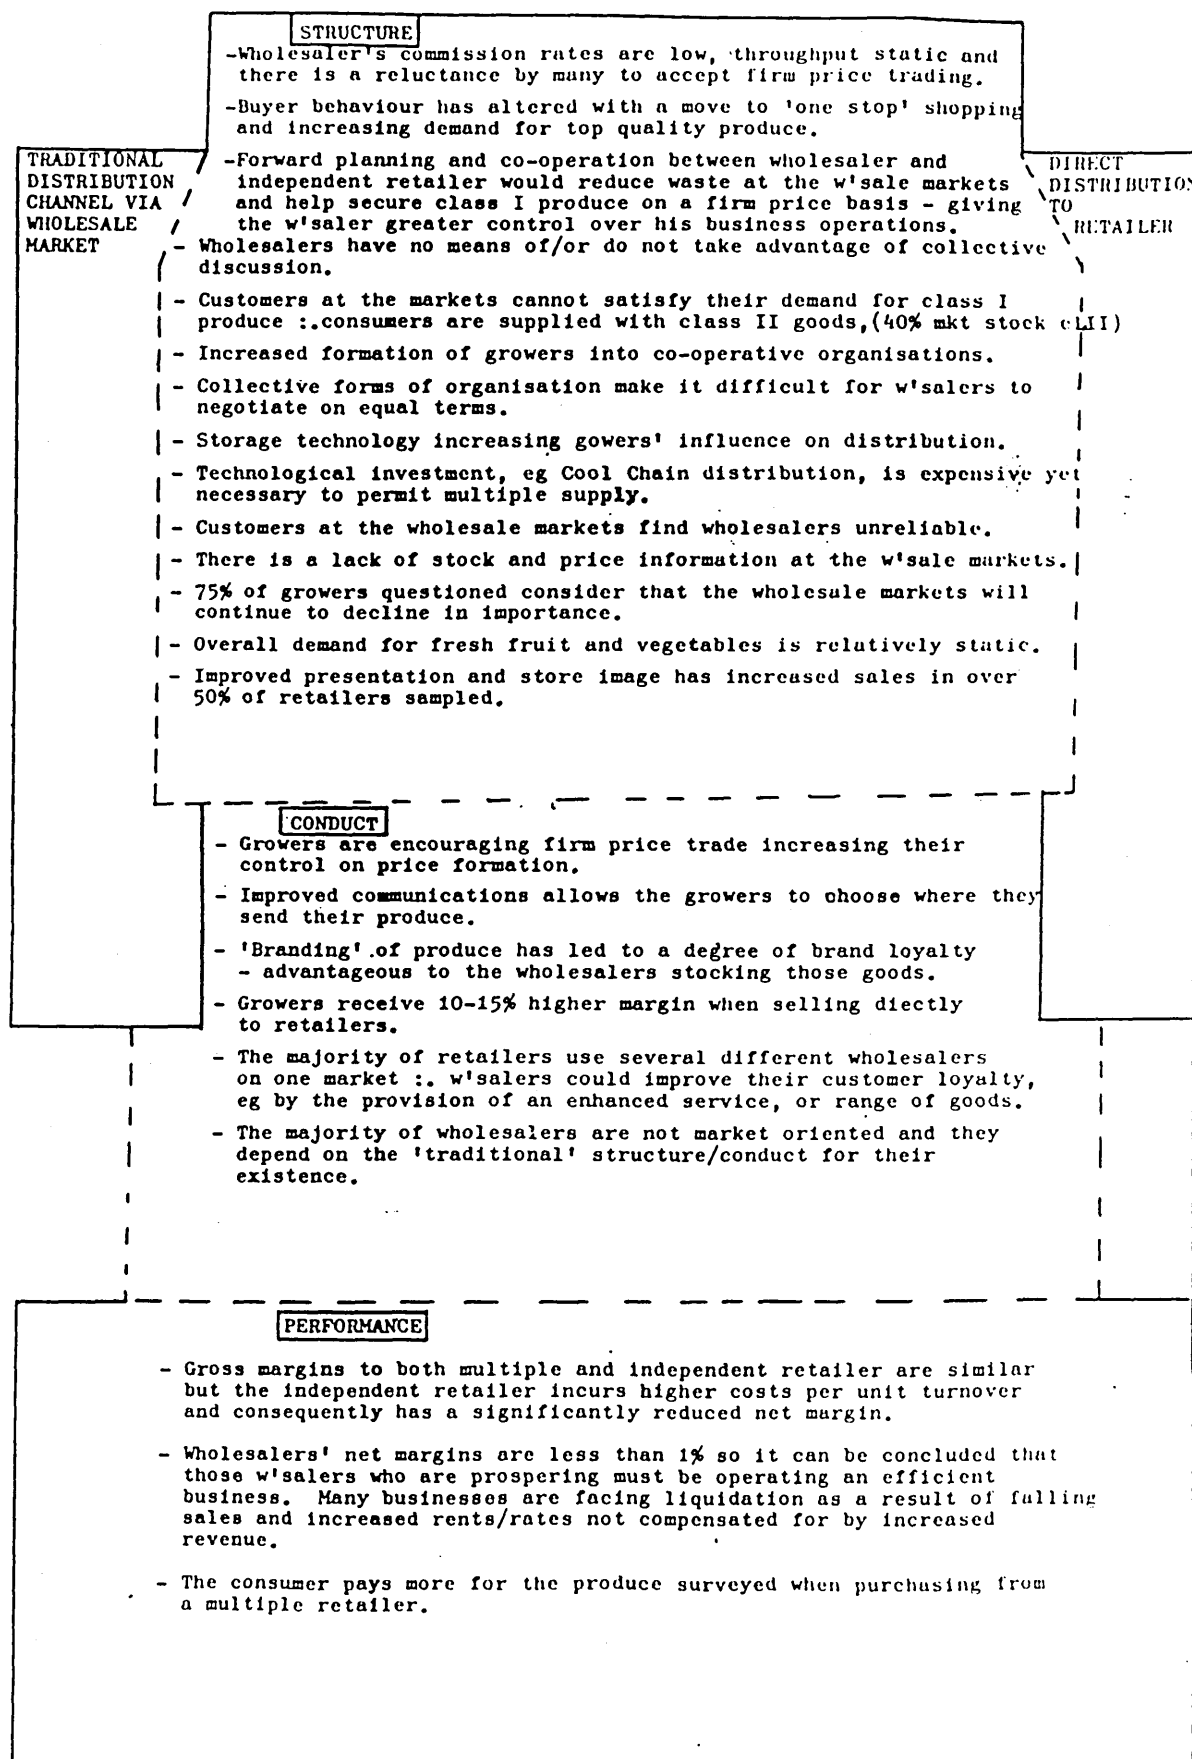 STRUCTURE
-Wholesaler's commission rates are low, throughput static and
there is a reluctance by many to accept firm price trading.
-Buyer behaviour has altered with a move to 'one stop' shopping
and increasing demand for top quality produce.
TRADITIONAL
DISTRIBUTION
CHANNEL VIA
WHOLESALE
MARKET
-Forward planning and co-operation between wholesaler and
independent retailer would reduce waste at the w'sale markets
and help secure class I produce on a firm price basis - giving
the w'saler greater control over his business operations.
DIRECT
DISTRIBUTION
TO
RETAILER
- Wholesalers have no means of/or do not take advantage of collective
discussion.
- Customers at the markets cannot satisfy their demand for class I
produce :.consumers are supplied with class II goods,(40% mkt stock cLII)
- Increased formation of growers into co-operative organisations.
- Collective forms of organisation make it difficult for w'salers to
negotiate on equal terms.
- Storage technology increasing gowers' influence on distribution.
- Technological investment, eg Cool Chain distribution, is expensive yet
necessary to permit multiple supply.
- Customers at the wholesale markets find wholesalers unreliable.
- There is a lack of stock and price information at the w'sale markets.
- 75% of growers questioned consider that the wholesale markets will
continue to decline in importance.
- Overall demand for fresh fruit and vegetables is relatively static.
- Improved presentation and store image has increased sales in over
50% of retailers sampled.
CONDUCT
- Growers are encouraging firm price trade increasing their
control on price formation.
- Improved communications allows the growers to choose where they
send their produce.
- 'Branding' of produce has led to a degree of brand loyalty
- advantageous to the wholesalers stocking those goods.
- Growers receive 10-15% higher margin when selling diectly
to retailers.
- The majority of retailers use several different wholesalers
on one market :. w'salers could improve their customer loyalty,
eg by the provision of an enhanced service, or range of goods.
- The majority of wholesalers are not market oriented and they
depend on the 'traditional' structure/conduct for their
existence.
PERFORMANCE
- Gross margins to both multiple and independent retailer are similar
but the independent retailer incurs higher costs per unit turnover
and consequently has a significantly reduced net margin.
- Wholesalers' net margins are less than 1% so it can be concluded that
those w'salers who are prospering must be operating an efficient
business. Many businesses are facing liquidation as a result of falling
sales and increased rents/rates not compensated for by increased
revenue.
- The consumer pays more for the produce surveyed when purchasing from
a multiple retailer.